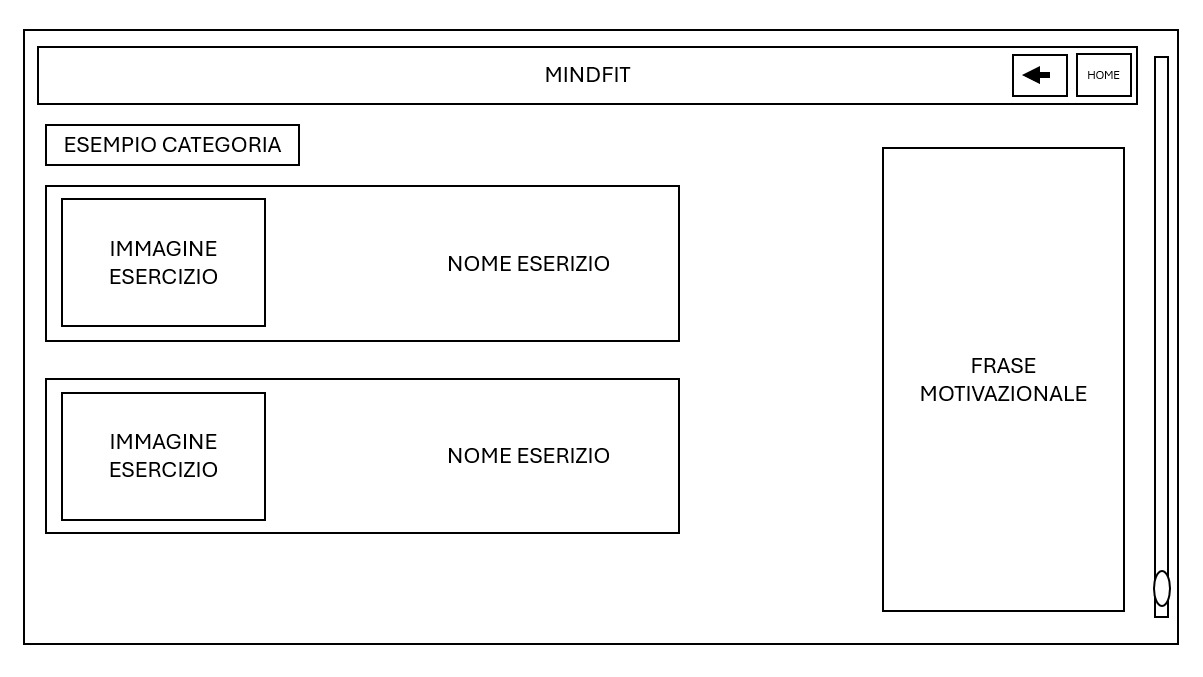 MINDFIT
HOME
ESEMPIO CATEGORIA
IMMAGINE
ESERCIZIO
NOME ESERIZIO
IMMAGINE
ESERCIZIO
NOME ESERIZIO
FRASE
MOTIVAZIONALE